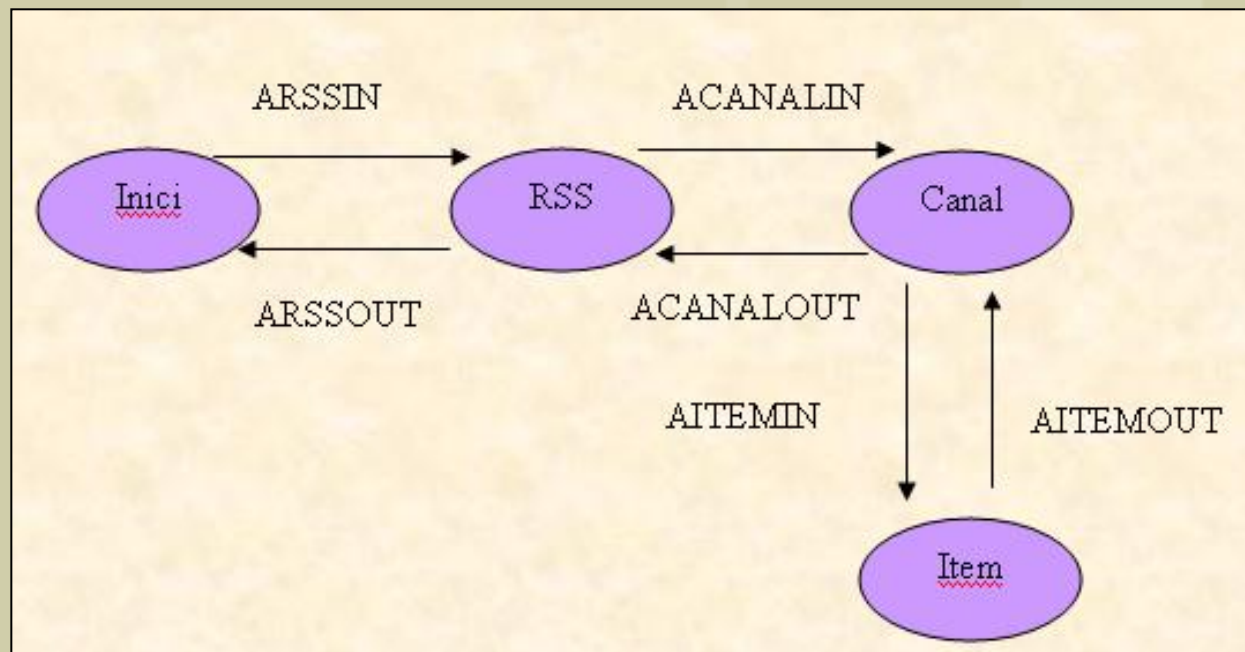 ARSSIN
ACANALIN
Inici
RSS
Canal
ARSSOUT
ACANALOUT
AITEMIN
AITEMOUT
Item